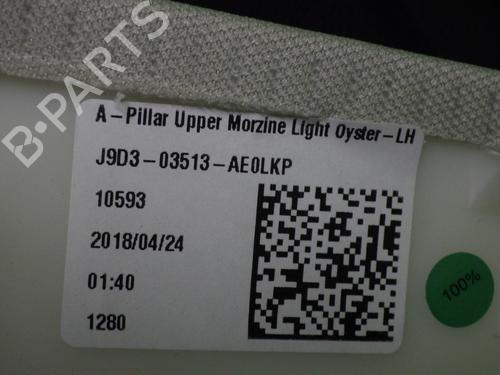 B-PARTS
A-Pillar Upper Morzine Light Oyster-LH
J9D3-03513-AE0LKP
10593
2018/04/24
01:40
1280
100%